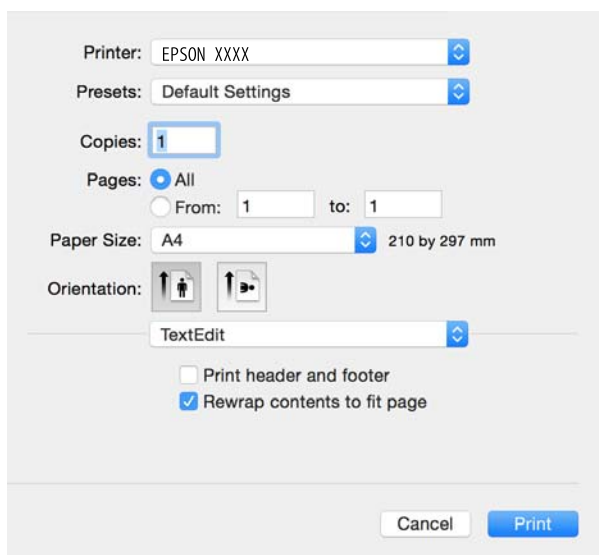 Printer: EPSON XXXX
Presets: Default Settings
Copies: 1
Pages: All
From: 1 to: 1
Paper Size: A4 210 by 297 mm
Orientation:
TextEdit
Print header and footer
Rewrap contents to fit page
Cancel Print